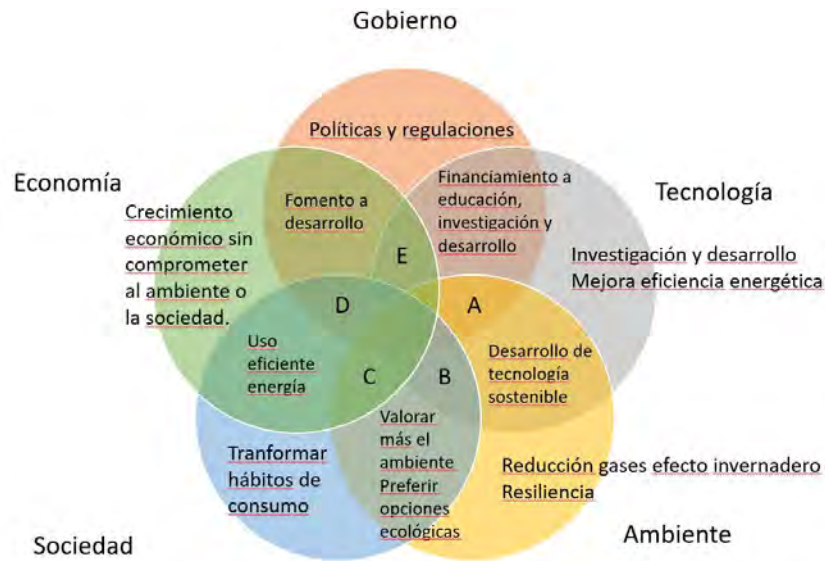 Gobierno
Políticas y regulaciones
Economía
Tecnología
Fomento a
desarrollo
Financiamiento a
educación,
investigación y
desarrollo
Crecimiento
económico sin
comprometer
al ambiente o
la sociedad.
Investigación y desarrollo
Mejora eficiencia energética
E
D
A
Uso
eficiente
energía
C
B
Desarrollo de
tecnología
sostenible
Tranformar
hábitos de
consumo
Valorar
más el
ambiente
Preferir
opciones
ecológicas
Reducción gases efecto invernadero
Resiliencia
Sociedad
Ambiente